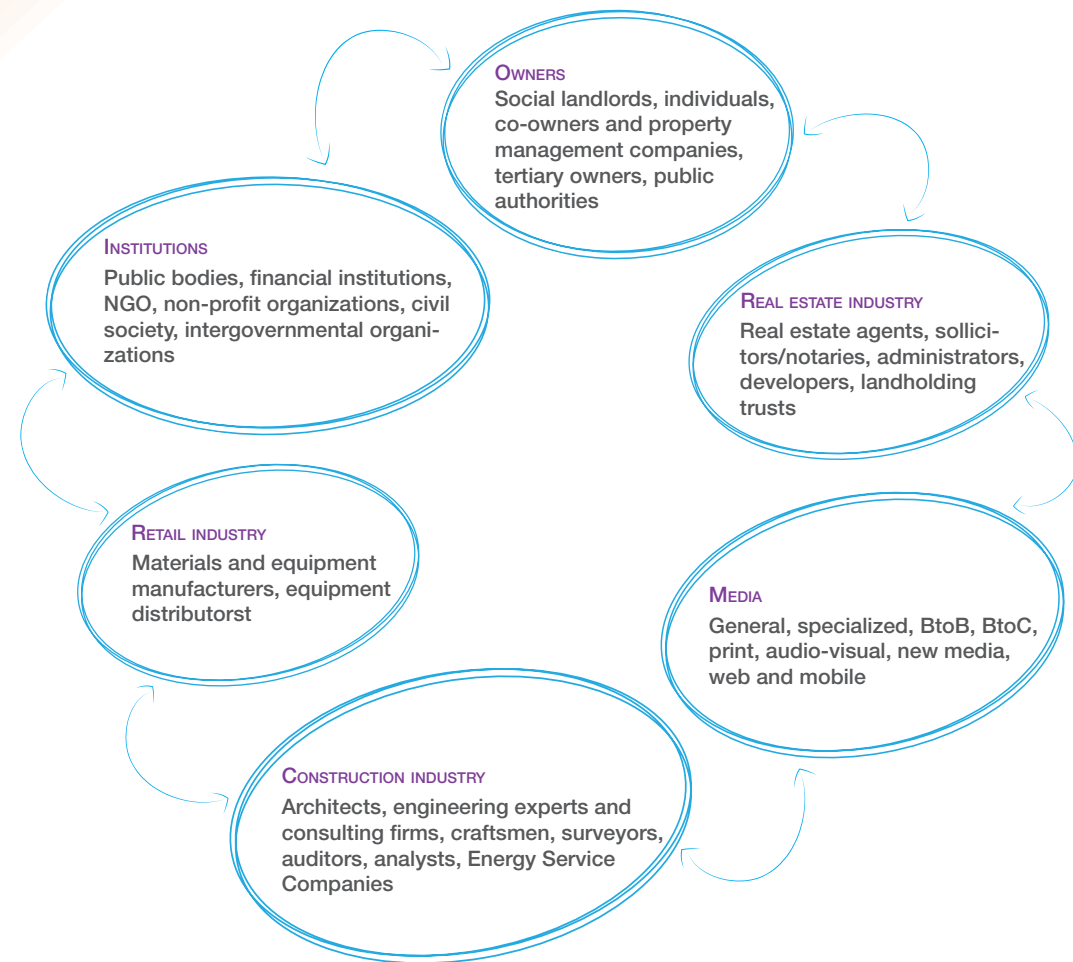 Owners
Social landlords, individuals,
co-owners and property
management companies,
tertiary owners, public
authorities
Institutions
Public bodies, financial institutions,
NGO, non-profit organizations, civil
society, intergovernmental organi-
zations
Real estate industry
Real estate agents, sollici-
tors/notaries, administrators,
developers, landholding
trusts
Retail industry
Materials and equipment
manufacturers, equipment
distributorst
Media
General, specialized, BtoB, BtoC,
print, audio-visual, new media,
web and mobile
Construction industry
Architects, engineering experts and
consulting firms, craftsmen, surveyors,
auditors, analysts, Energy Service
Companies